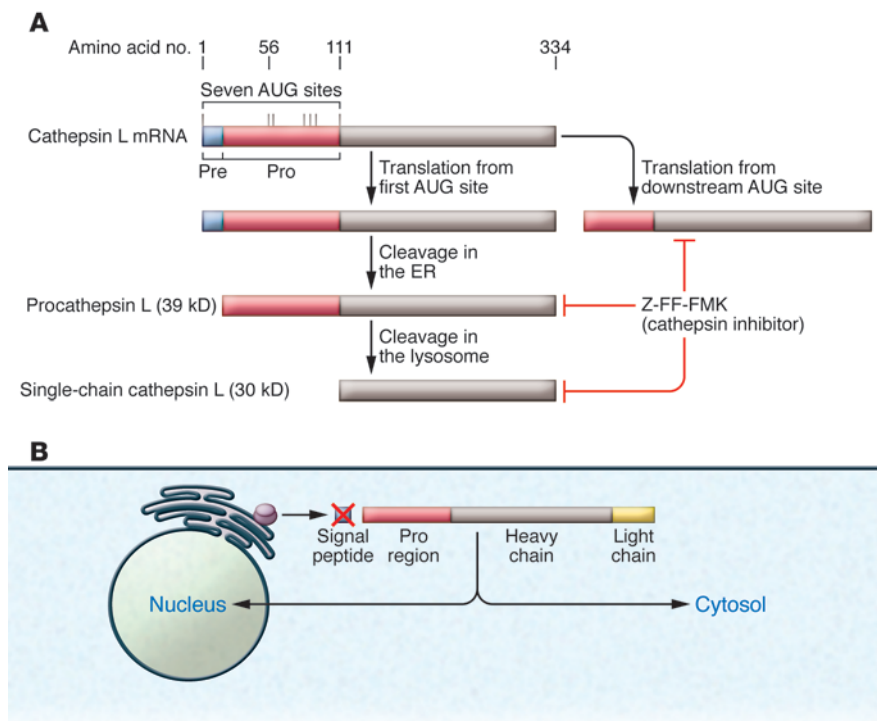 A
Amino acid no. 1 56 111 334
Seven AUG sites
Cathepsin L mRNA
Pre Pro
Translation from
first AUG site
Translation from
downstream AUG site
Cleavage in
the ER
Procathepsin L (39 kD)
Z-FF-FMK
(cathepsin inhibitor)
Cleavage in
the lysosome
Single-chain cathepsin L (30 kD)
B
Signal
peptide
Pro
region
Heavy
chain
Light
chain
Nucleus
Cytosol